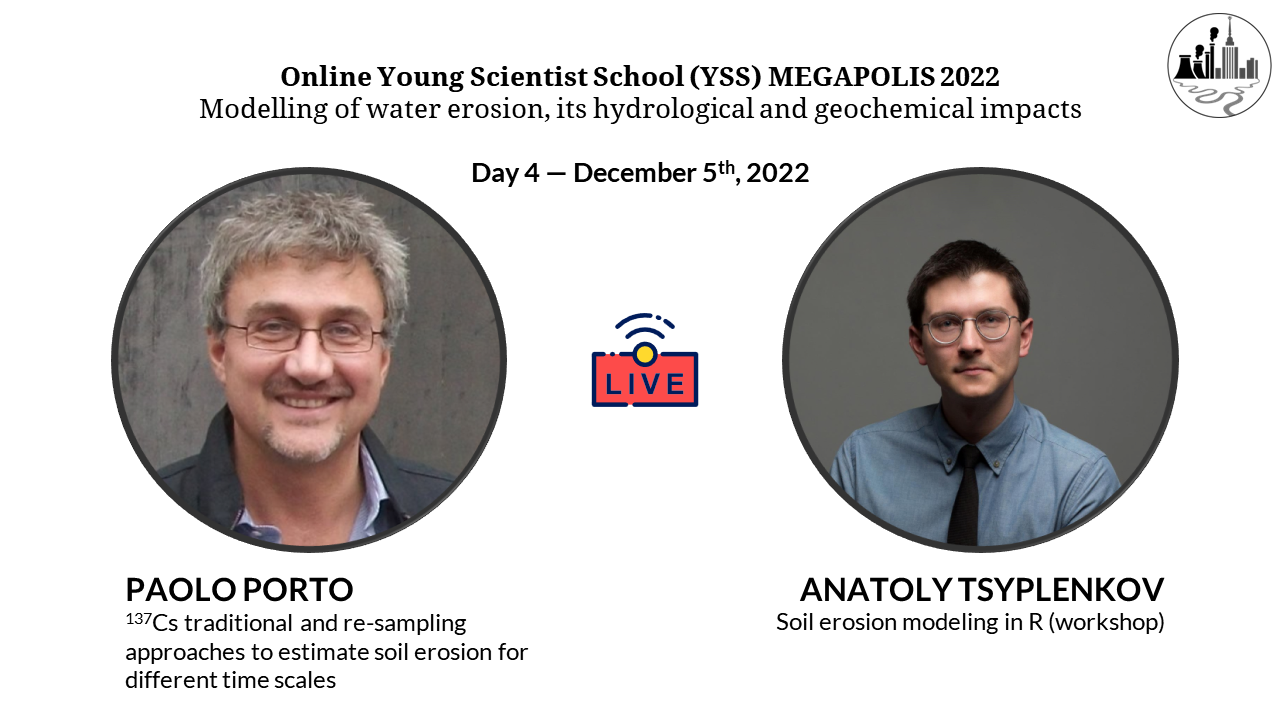 Online Young Scientist School (YSS) MEGAPOLIS 2022
Modelling of water erosion, its hydrological and geochemical impacts
Day 4 — December 5th, 2022
LIVE
PAOLO PORTO
137Cs traditional and re-sampling
approaches to estimate soil erosion for
different time scales
ANATOLY TSYPLENKOV
Soil erosion modeling in R (workshop)